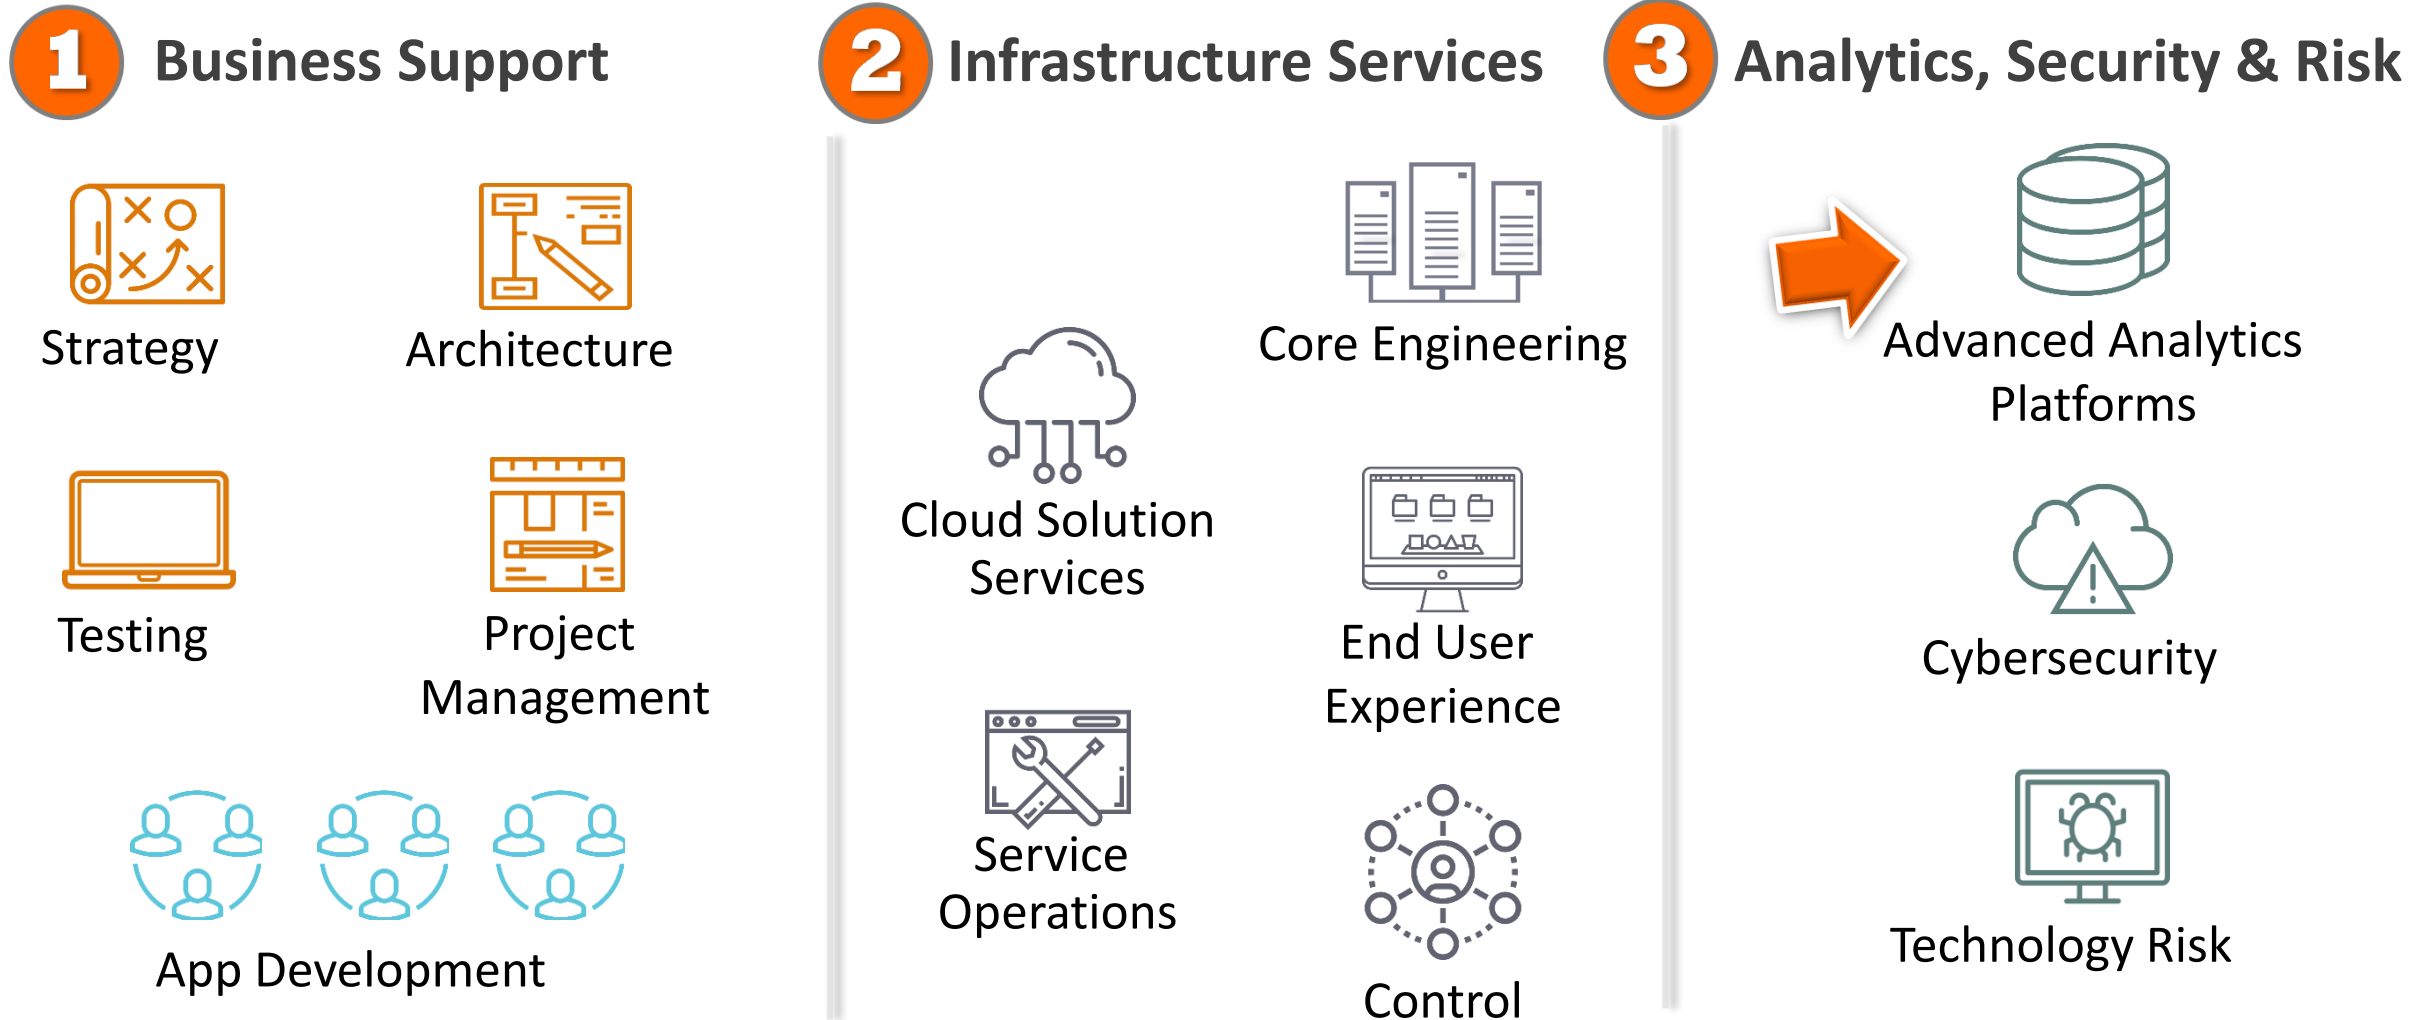 1 Business Support
Strategy
Architecture
Testing
Project
Management
App Development
2 Infrastructure Services
Core Engineering
Cloud Solution
Services
End User
Experience
Service
Operations
Control
3 Analytics, Security & Risk
Advanced Analytics
Platforms
Cybersecurity
Technology Risk